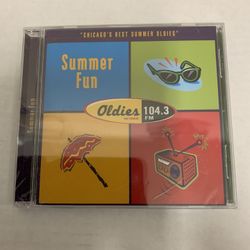 "CHICAGO'S BEST SUMMER OLDIES"
Summer
Fun
Oldies 104.3
FM
Summer Fun